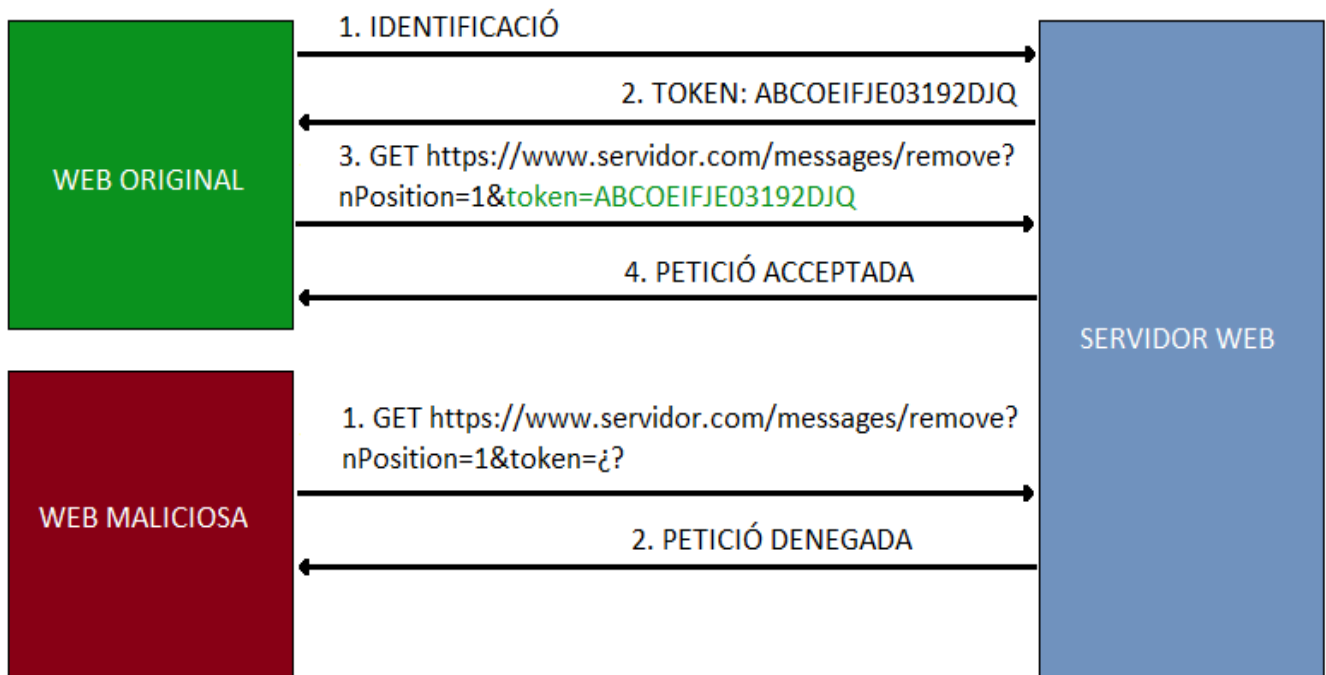 1. IDENTIFICACIÓ
2. TOKEN: ABCOEIFJE03192DJQ
3. GET https://www.servidor.com/messages/remove?
nPosition=1&token=ABCOEIFJE03192DJQ
WEB ORIGINAL
4. PETICIÓ ACCEPTADA
SERVIDOR WEB
1. GET https://www.servidor.com/messages/remove?
nPosition=1&token=¿?
WEB MALICIOSA
2. PETICIÓ DENEGADA